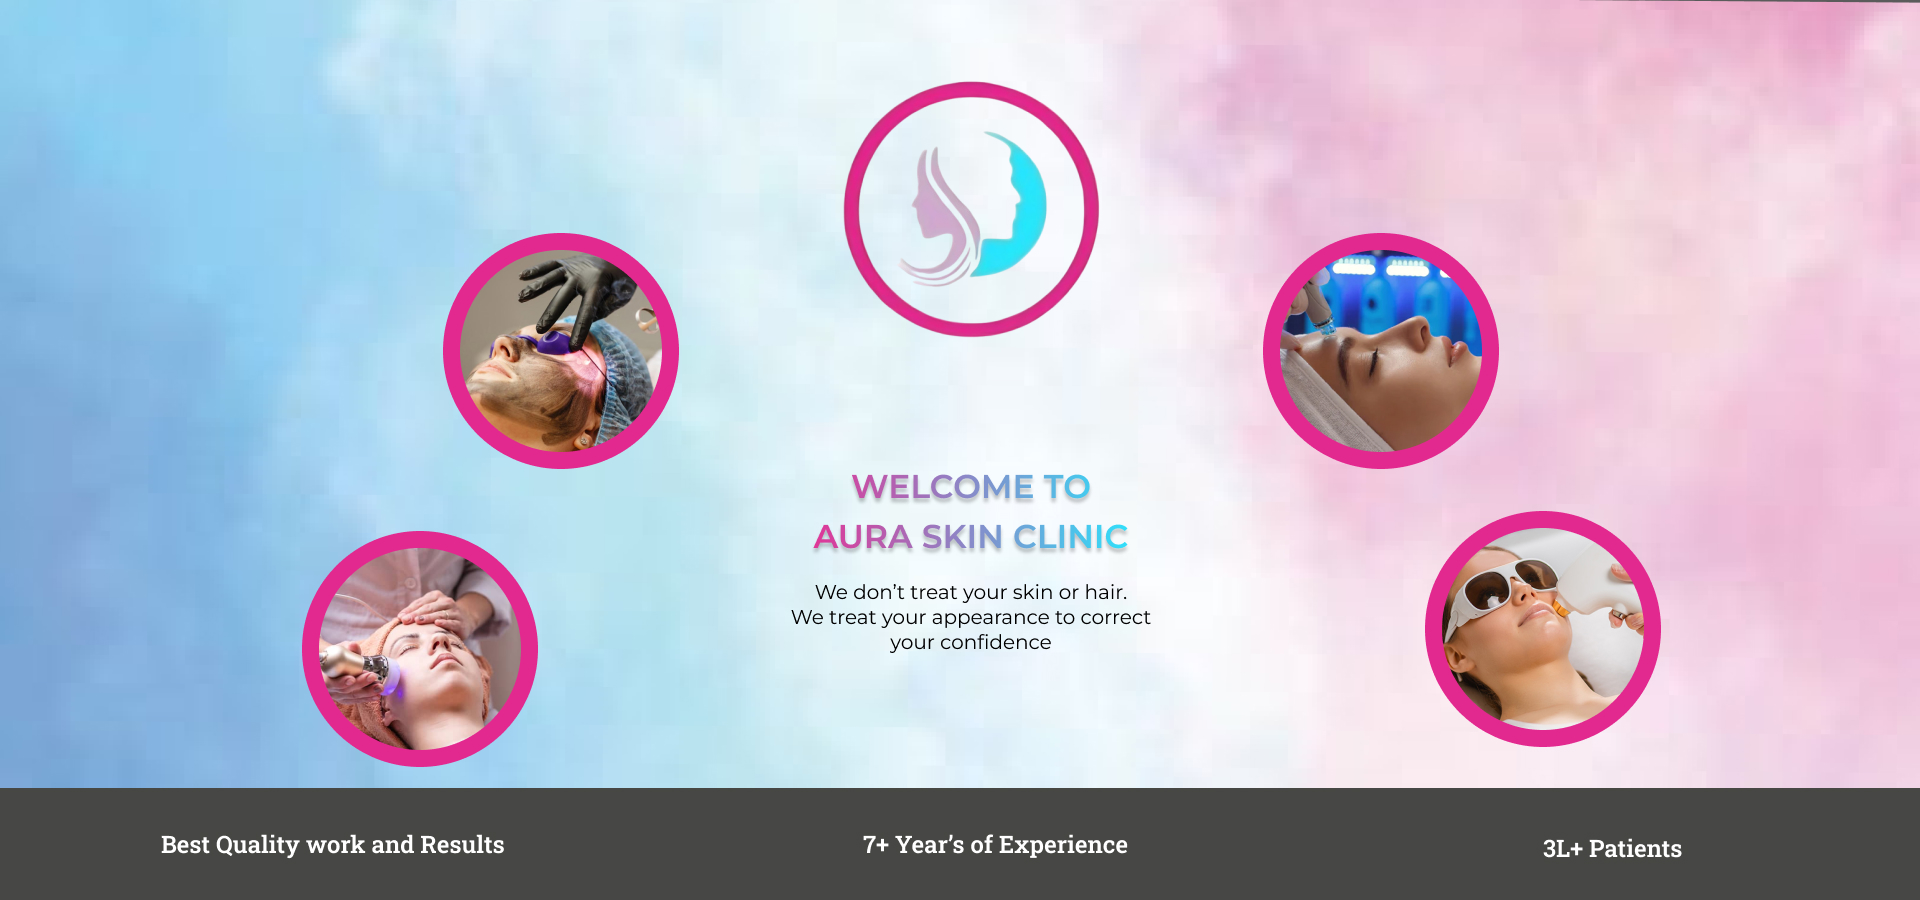 WELCOME TO
AURA SKIN CLINIC
We don’t treat your skin or hair.
We treat your appearance to correct
your confidence
Best Quality work and Results
7+ Year’s of Experience
3L+ Patients